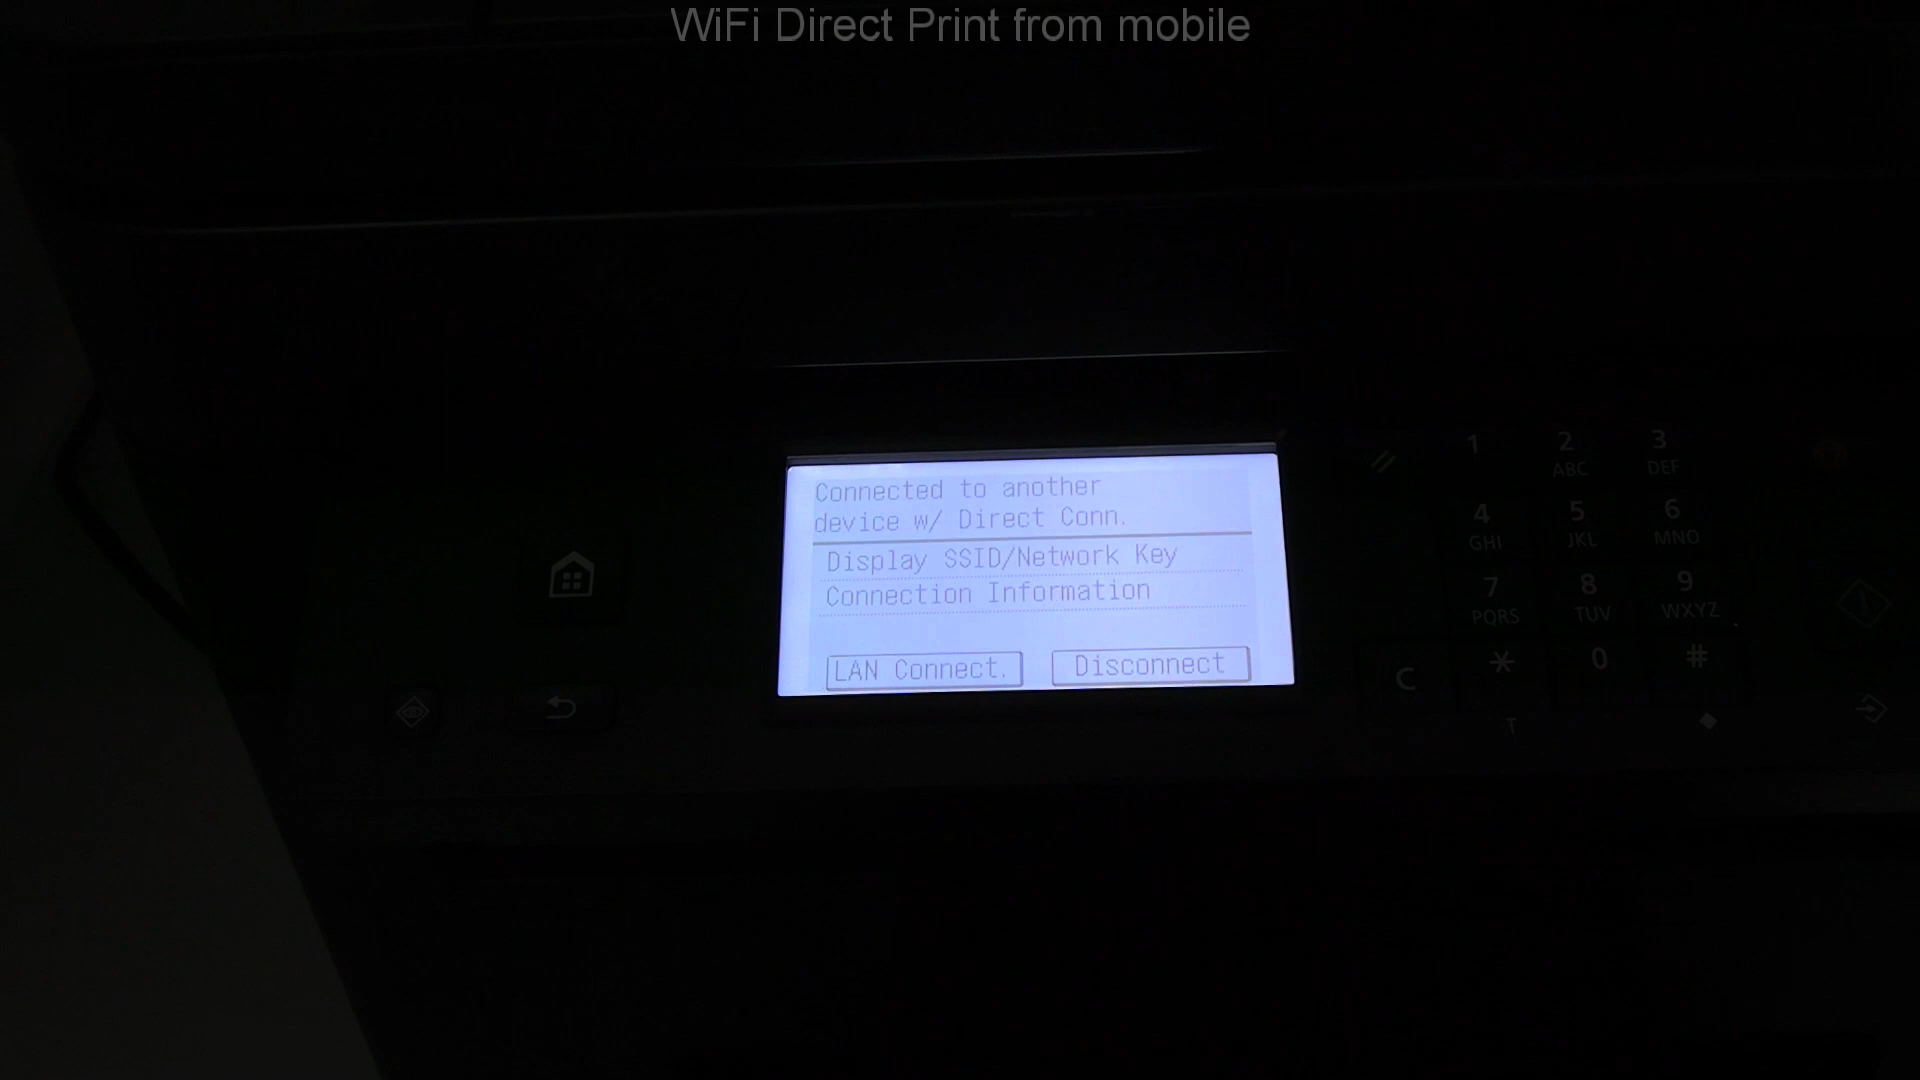 WiFi Direct Print from mobile
Connected to another
device w/ Direct Conn.
Display SSID/Network Key
Connection Information
LAN Connect.
Disconnect
1
2
ABC
3
DEF
4
GHI
5
JKL
6
MNO
7
PQRS
8
TUV
9
WXYZ
C
*
0
#
T